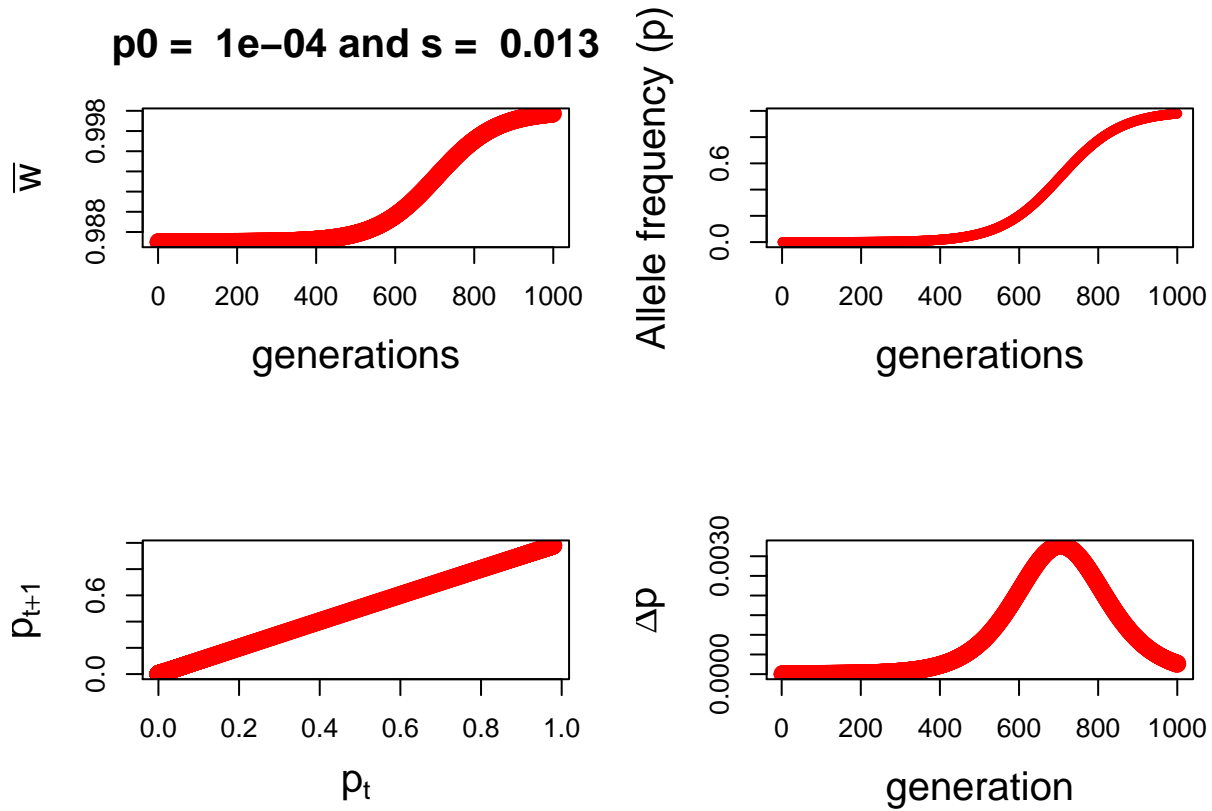 p0 = 1e−04 and s = 0.013
w̅
0.998
0.988
0 200 400 600 800 1000
generations
Allele frequency (p)
0.6
0.0
0 200 400 600 800 1000
generations
pt+1
0.6
0.0
0.0 0.2 0.4 0.6 0.8 1.0
pt
Δp
0.0030
0.0000
0 200 400 600 800 1000
generation